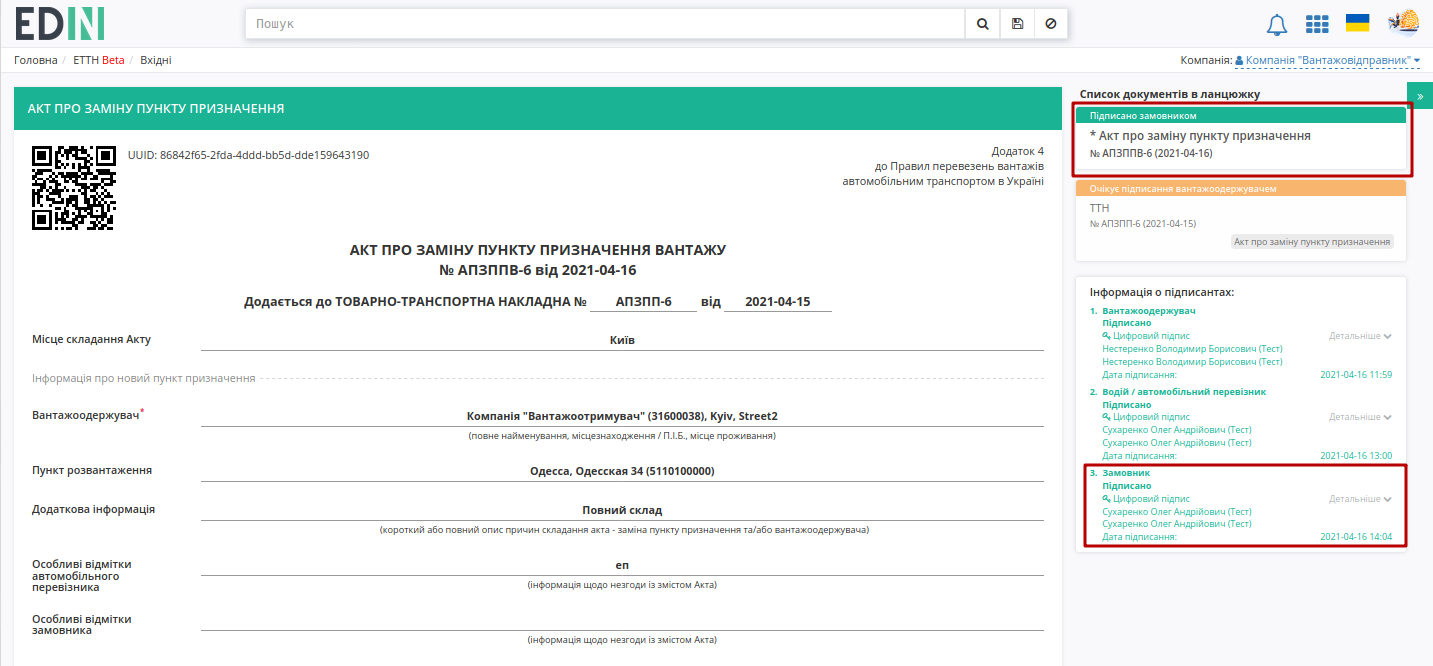 EDIN
Пошук
Головна / ЕТТН Beta / Вхідні
Компанія: Компанія "Вантажовідправник"
АКТ ПРО ЗАМІНУ ПУНКТУ ПРИЗНАЧЕННЯ
UUID: 86842f65-2fda-4ddd-bb5d-dde159643190
Додаток 4
до Правил перевезень вантажів
автомобільним транспортом в Україні
АКТ ПРО ЗАМІНУ ПУНКТУ ПРИЗНАЧЕННЯ ВАНТАЖУ
№ АПЗППВ-6 від 2021-04-16
Додається до ТОВАРНО-ТРАНСПОРТНА НАКЛАДНА № АПЗПП-6 від 2021-04-15
Місце складання Акту Київ
Інформація про новий пункт призначення
Вантажоодержувач* Компанія "Вантажоотримувач" (31600038), Kyiv, Street2
(повне найменування, місцезнаходження / П.І.Б., місце проживання)
Пункт розвантаження Одесса, Одесская 34 (5110100000)
Додаткова інформація Повний склад
(короткий або повний опис причин складання акта - заміна пункту призначення та/або вантажоодержувача)
Особливі відмітки
автомобільного
перевізника
еп
(інформація щодо незгоди із змістом Акта)
Особливі відмітки
замовника
(інформація щодо незгоди із змістом Акта)
Список документів в ланцюжку
»
Підписано замовником
* Акт про заміну пункту призначення
№ АПЗППВ-6 (2021-04-16)
Очікує підписання вантажоодержувачем
ТТН
№ АПЗПП-6 (2021-04-15)
Акт про заміну пункту призначення
Інформація о підписантах:
1. Вантажоодержувач
Підписано
Цифровий підпис Детальніше
Нестеренко Володимир Борисович (Тест)
Нестеренко Володимир Борисович (Тест)
Дата підписання: 2021-04-16 11:59
2. Водій / автомобільний перевізник
Підписано
Цифровий підпис Детальніше
Сухаренко Олег Андрійович (Тест)
Сухаренко Олег Андрійович (Тест)
Дата підписання: 2021-04-16 13:00
3. Замовник
Підписано
Цифровий підпис Детальніше
Сухаренко Олег Андрійович (Тест)
Сухаренко Олег Андрійович (Тест)
Дата підписання: 2021-04-16 14:04